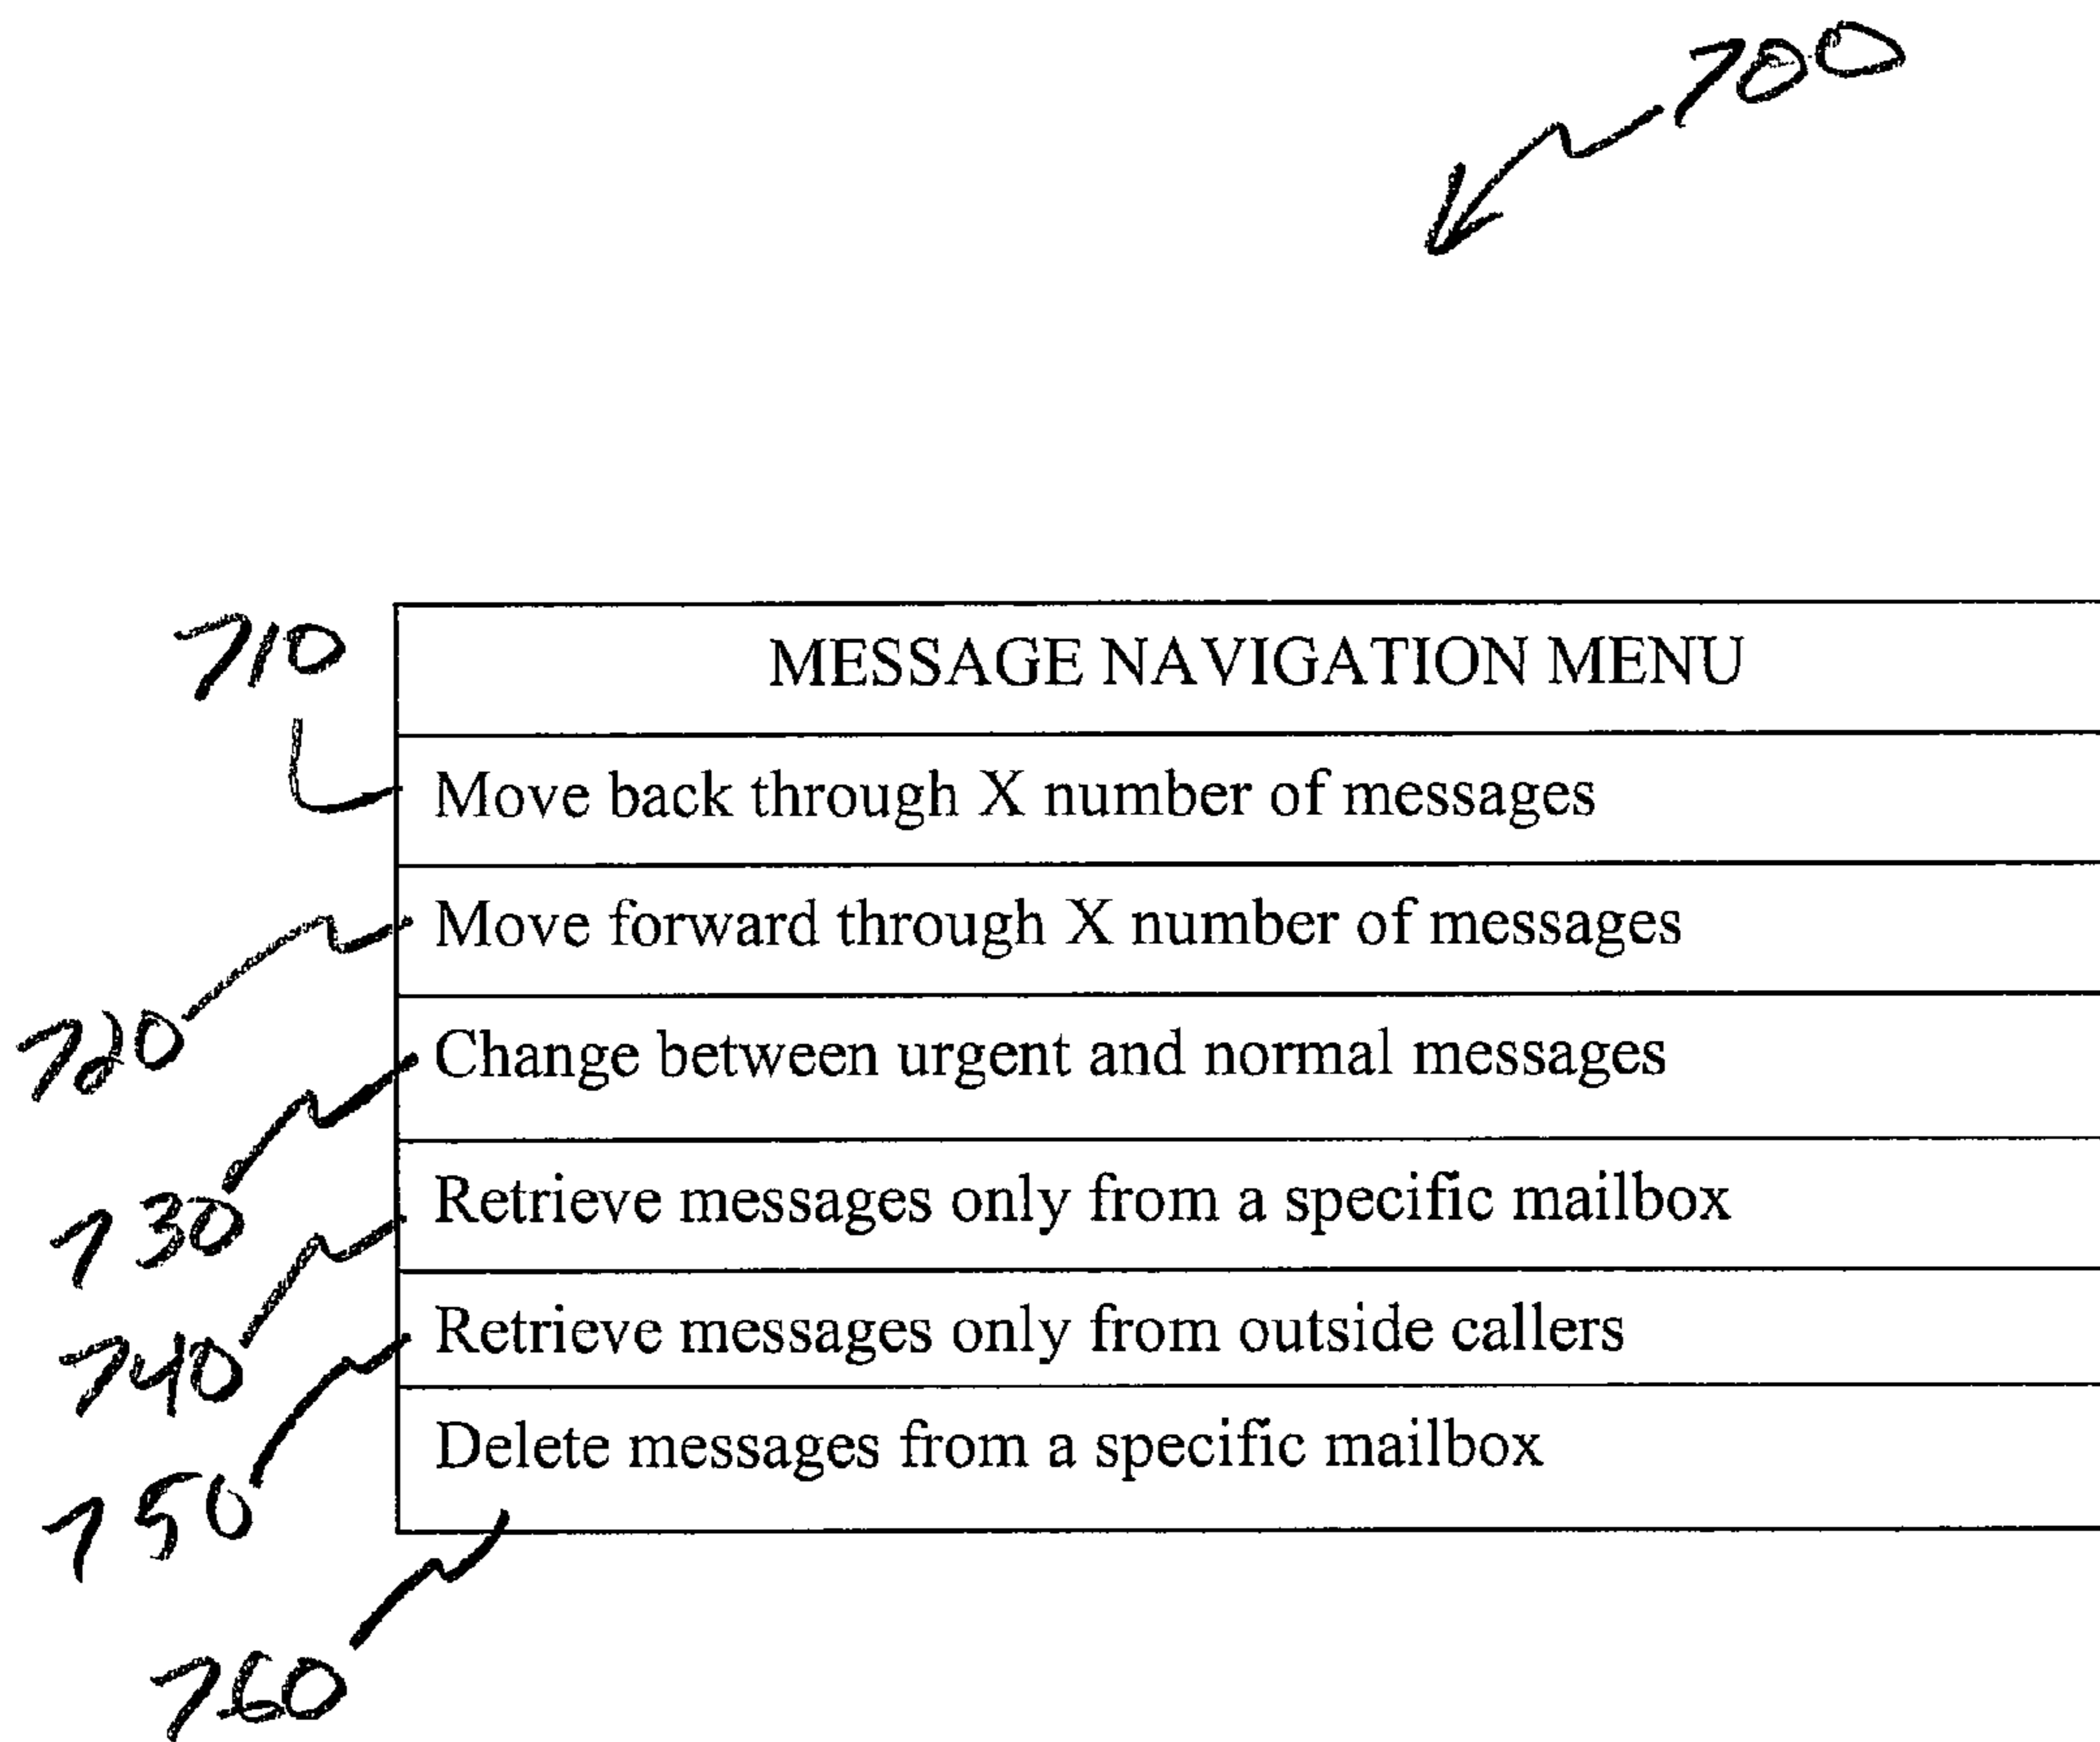 700
710
MESSAGE NAVIGATION MENU
Move back through X number of messages
Move forward through X number of messages
720
Change between urgent and normal messages
730
Retrieve messages only from a specific mailbox
740
Retrieve messages only from outside callers
750
Delete messages from a specific mailbox
760